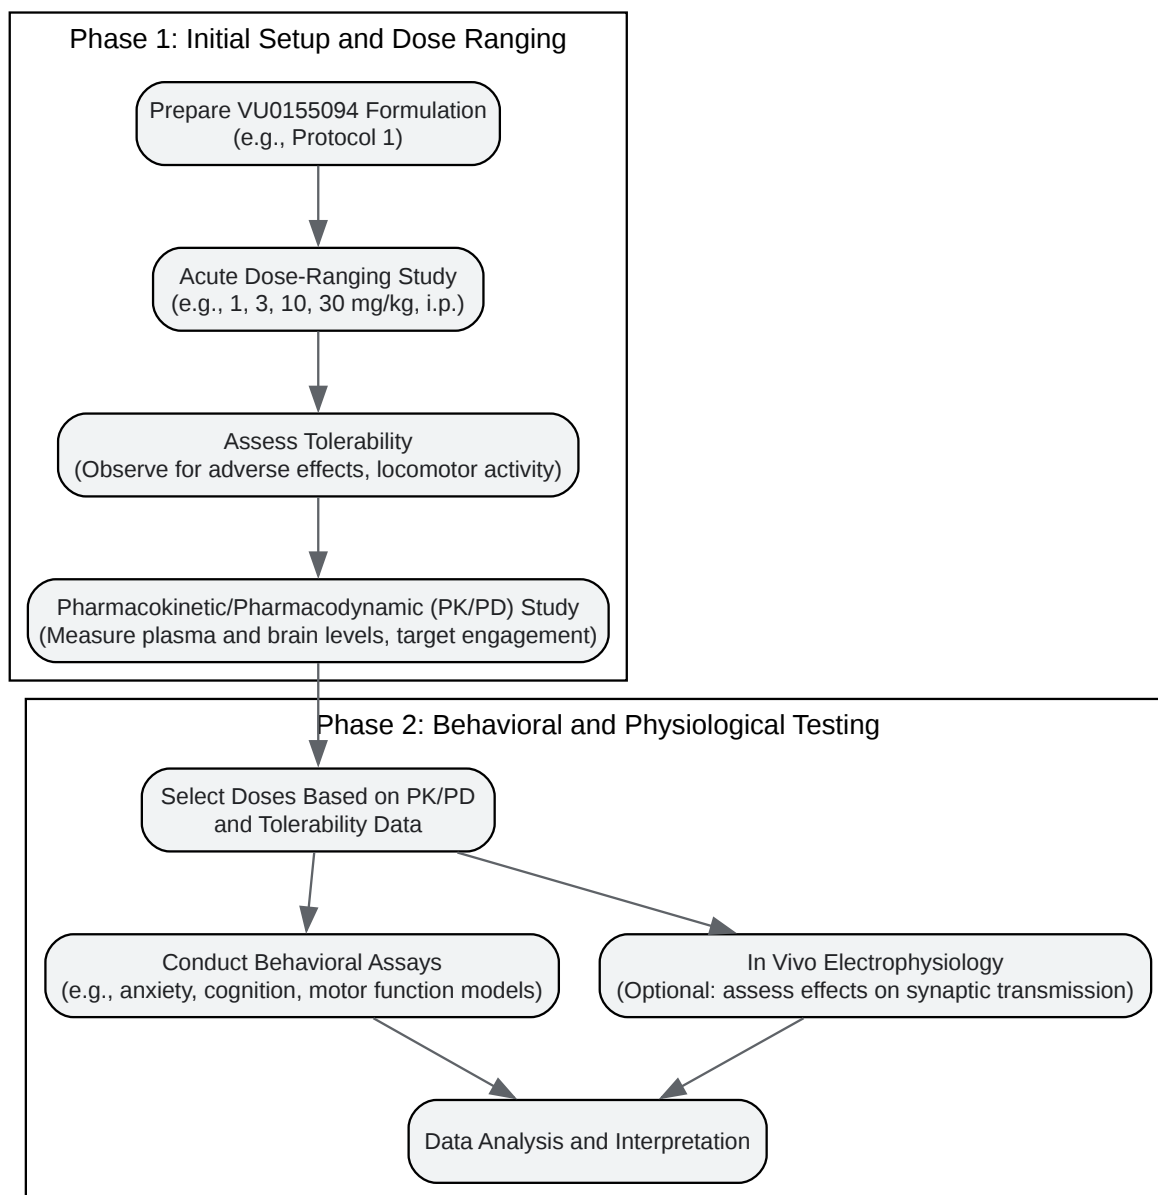 Phase 1: Initial Setup and Dose Ranging
Prepare VU0155094 Formulation
(e.g., Protocol 1)
Acute Dose-Ranging Study
(e.g., 1, 3, 10, 30 mg/kg, i.p.)
Assess Tolerability
(Observe for adverse effects, locomotor activity)
Pharmacokinetic/Pharmacodynamic (PK/PD) Study
(Measure plasma and brain levels, target engagement)
Phase 2: Behavioral and Physiological Testing
Select Doses Based on PK/PD
and Tolerability Data
Conduct Behavioral Assays
(e.g., anxiety, cognition, motor function models)
In Vivo Electrophysiology
(Optional: assess effects on synaptic transmission)
Data Analysis and Interpretation